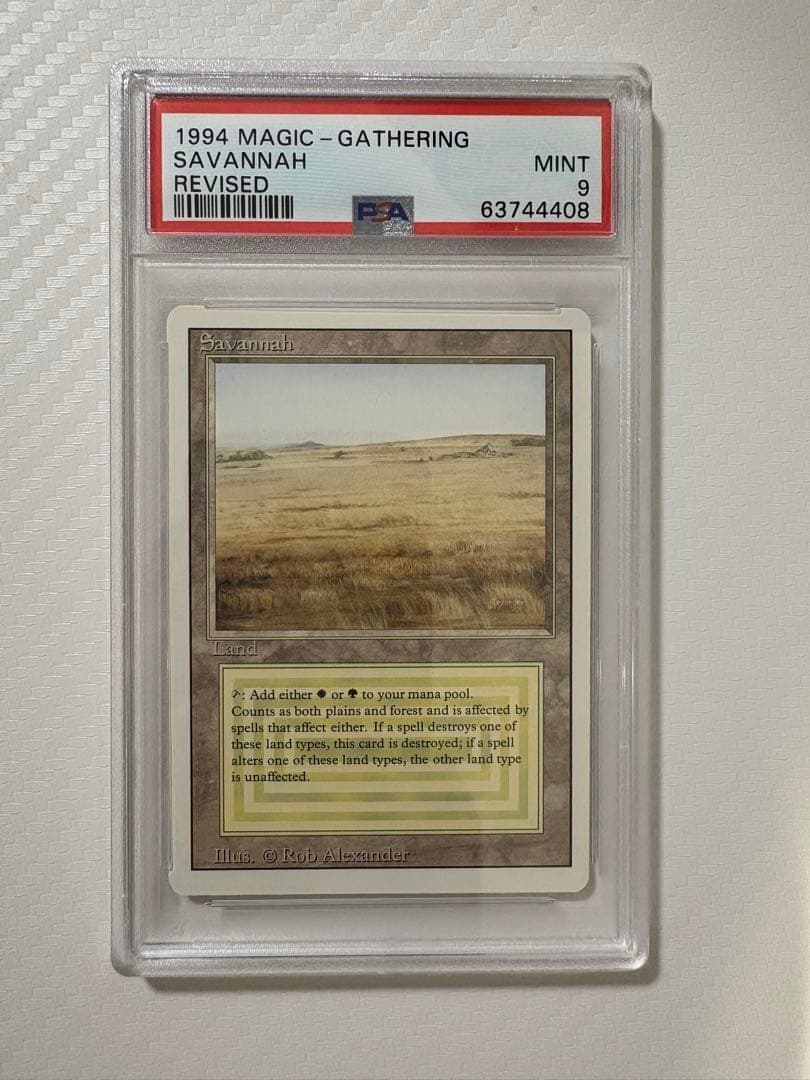 1994 MAGIC – GATHERING
SAVANNAH MINT
REVISED 9
PSA 63744408
Savannah
Land
: Add either or to your mana pool.
Counts as both plains and forest and is affected by
spells that affect either. If a spell destroys one of
these land types, this card is destroyed; if a spell
alters one of these land types, the other land type
is unaffected.
Illus. © Rob Alexander